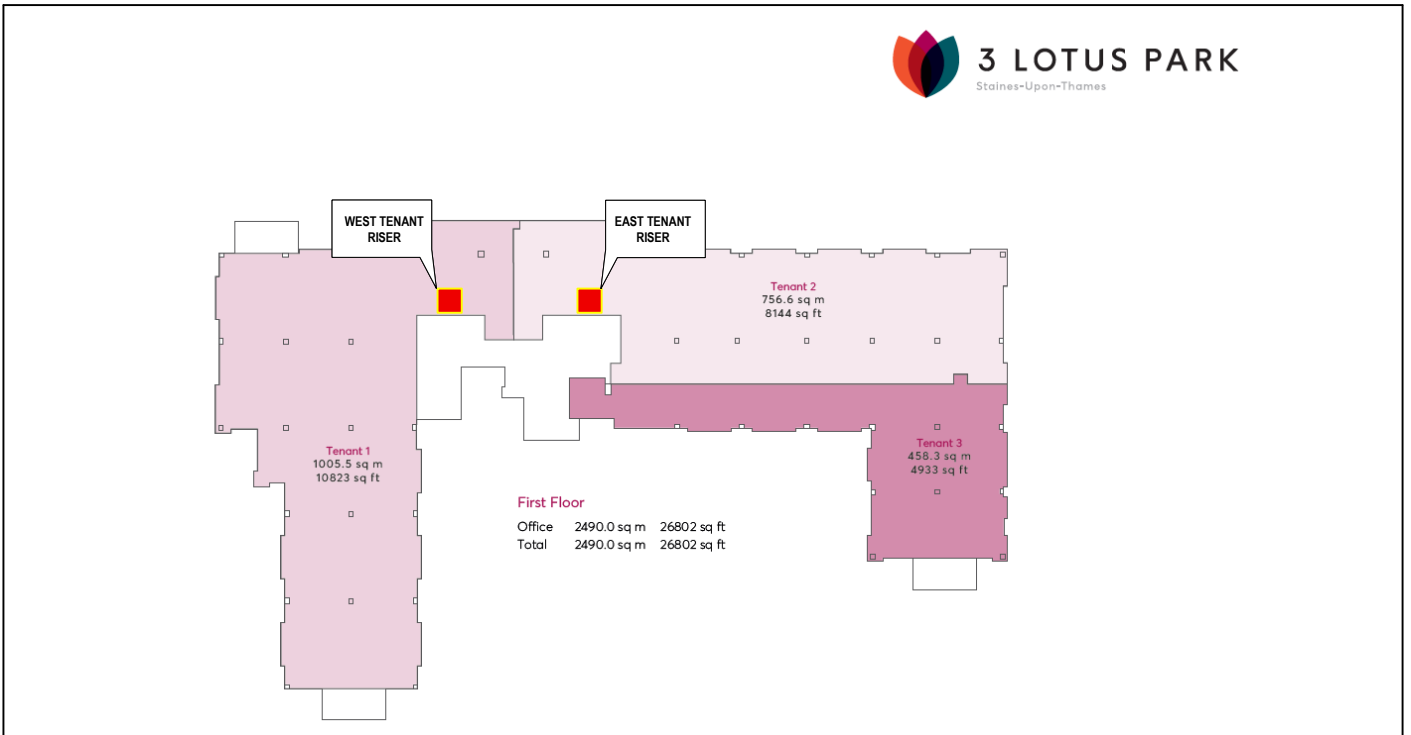 3 LOTUS PARK
Staines-Upon-Thames
WEST TENANT
RISER
EAST TENANT
RISER
Tenant 2
756.6 sq m
8144 sq ft
Tenant 1
1005.5 sq m
10823 sq ft
Tenant 3
458.3 sq m
4933 sq ft
First Floor
Office 2490.0 sq m 26802 sq ft
Total 2490.0 sq m 26802 sq ft